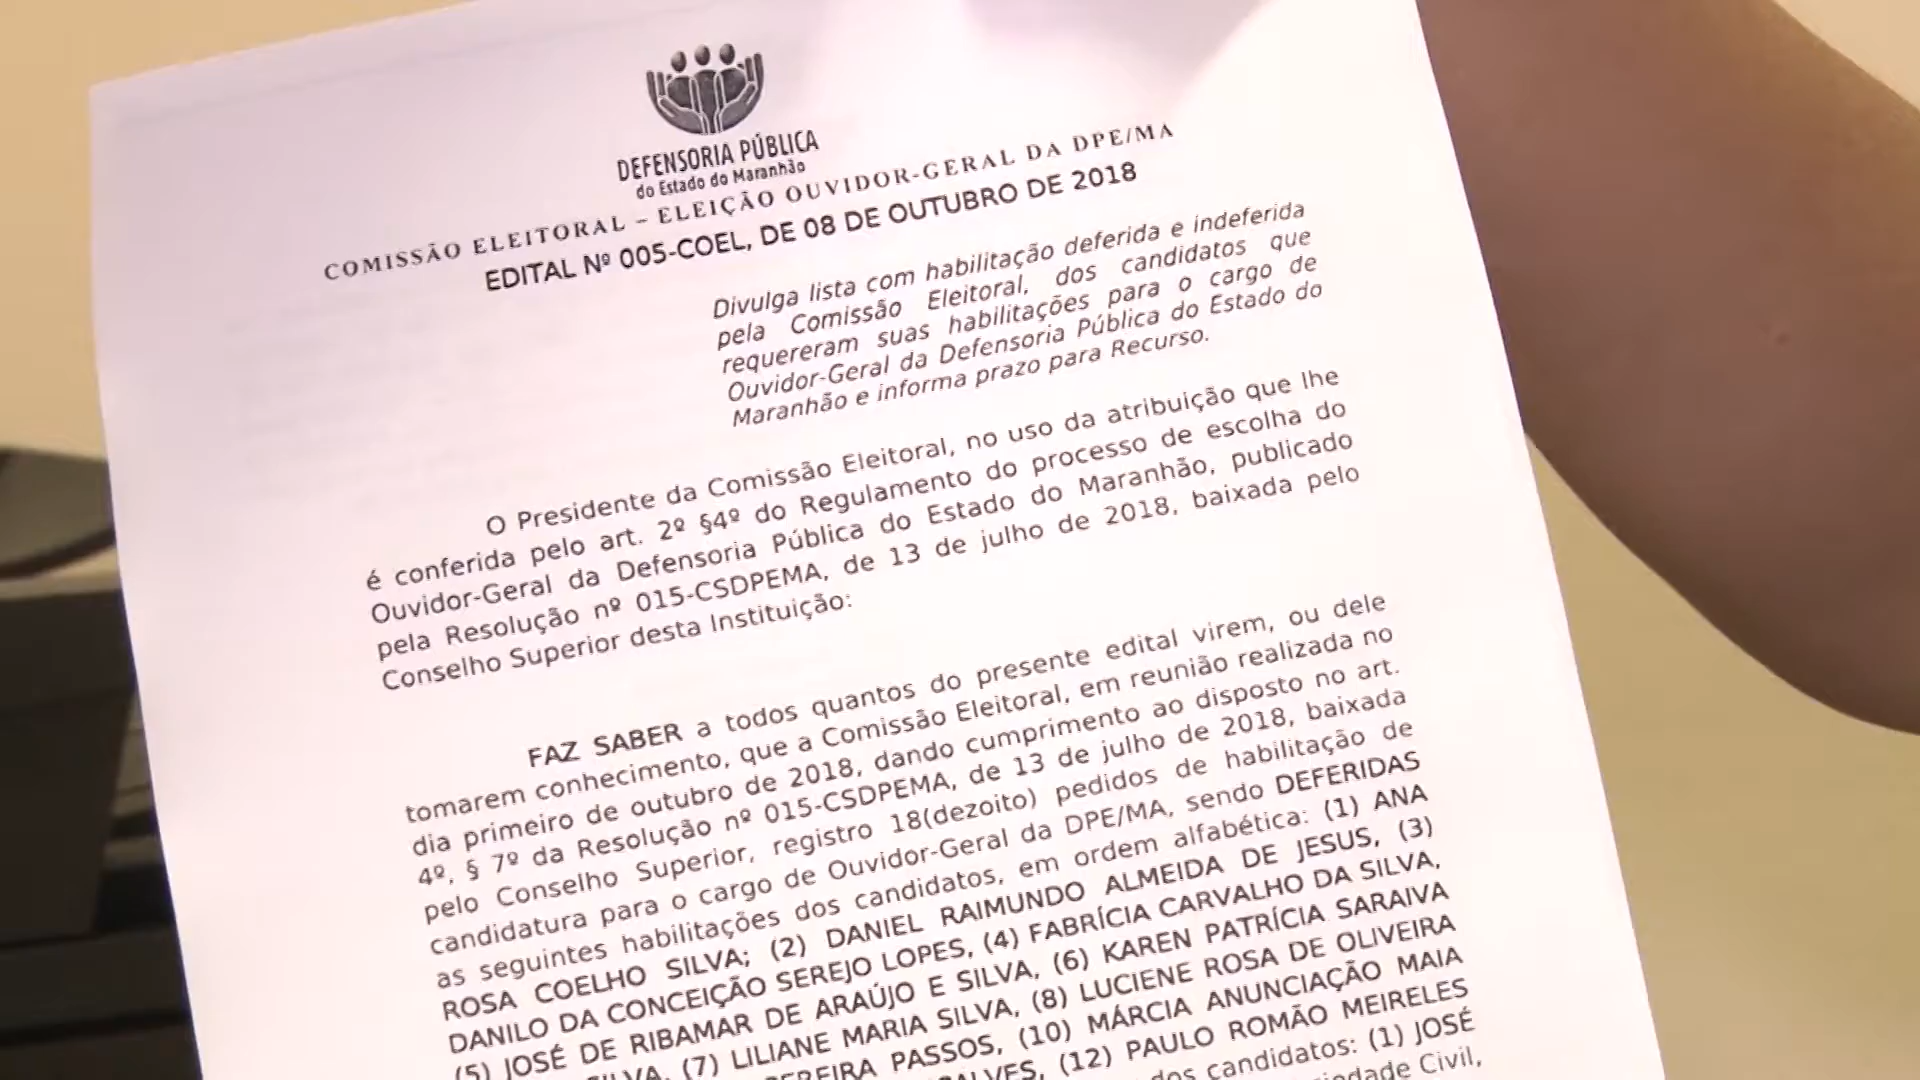 DEFENSORIA PÚBLICA
do Estado do Maranhão
COMISSÃO ELEITORAL – ELEIÇÃO OUVIDOR-GERAL DA DPE/MA
EDITAL Nº 005-COEL, DE 08 DE OUTUBRO DE 2018
Divulga lista com habilitação deferida e indeferida
pela Comissão Eleitoral, dos candidatos que
requereram suas habilitações para o cargo de
Ouvidor-Geral da Defensoria Pública do Estado do
Maranhão e informa prazo para Recurso.
O Presidente da Comissão Eleitoral, no uso da atribuição que lhe
é conferida pelo art. 2º §4º do Regulamento do processo de escolha do
Ouvidor-Geral da Defensoria Pública do Estado do Maranhão, publicado
pela Resolução nº 015-CSDPEMA, de 13 de julho de 2018, baixada pelo
Conselho Superior desta Instituição:
FAZ SABER a todos quantos do presente edital virem, ou dele
tomarem conhecimento, que a Comissão Eleitoral, em reunião realizada no
dia primeiro de outubro de 2018, dando cumprimento ao disposto no art.
4º, § 7º da Resolução nº 015-CSDPEMA, de 13 de julho de 2018, baixada
pelo Conselho Superior, registro 18(dezoito) pedidos de habilitação de
candidatura para o cargo de Ouvidor-Geral da DPE/MA, sendo DEFERIDAS
as seguintes habilitações dos candidatos, em ordem alfabética: (1) ANA
ROSA COELHO SILVA; (2) DANIEL RAIMUNDO ALMEIDA DE JESUS, (3)
DANILO DA CONCEIÇÃO SEREJO LOPES, (4) FABRÍCIA CARVALHO DA SILVA,
(5) JOSÉ DE RIBAMAR DE ARAÚJO E SILVA, (6) KAREN PATRÍCIA SARAIVA
SILVA, (7) LILIANE MARIA SILVA, (8) LUCIENE ROSA DE OLIVEIRA
PEREIRA PASSOS, (10) MÁRCIA ANUNCIAÇÃO MAIA
(12) PAULO ROMÃO MEIRELES
dos candidatos: (1) JOSÉ
Civil,